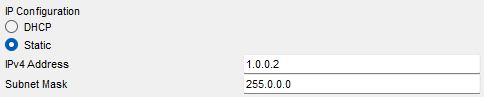 IP Configuration
DHCP
Static
IPv4 Address 1.0.0.2
Subnet Mask 255.0.0.0